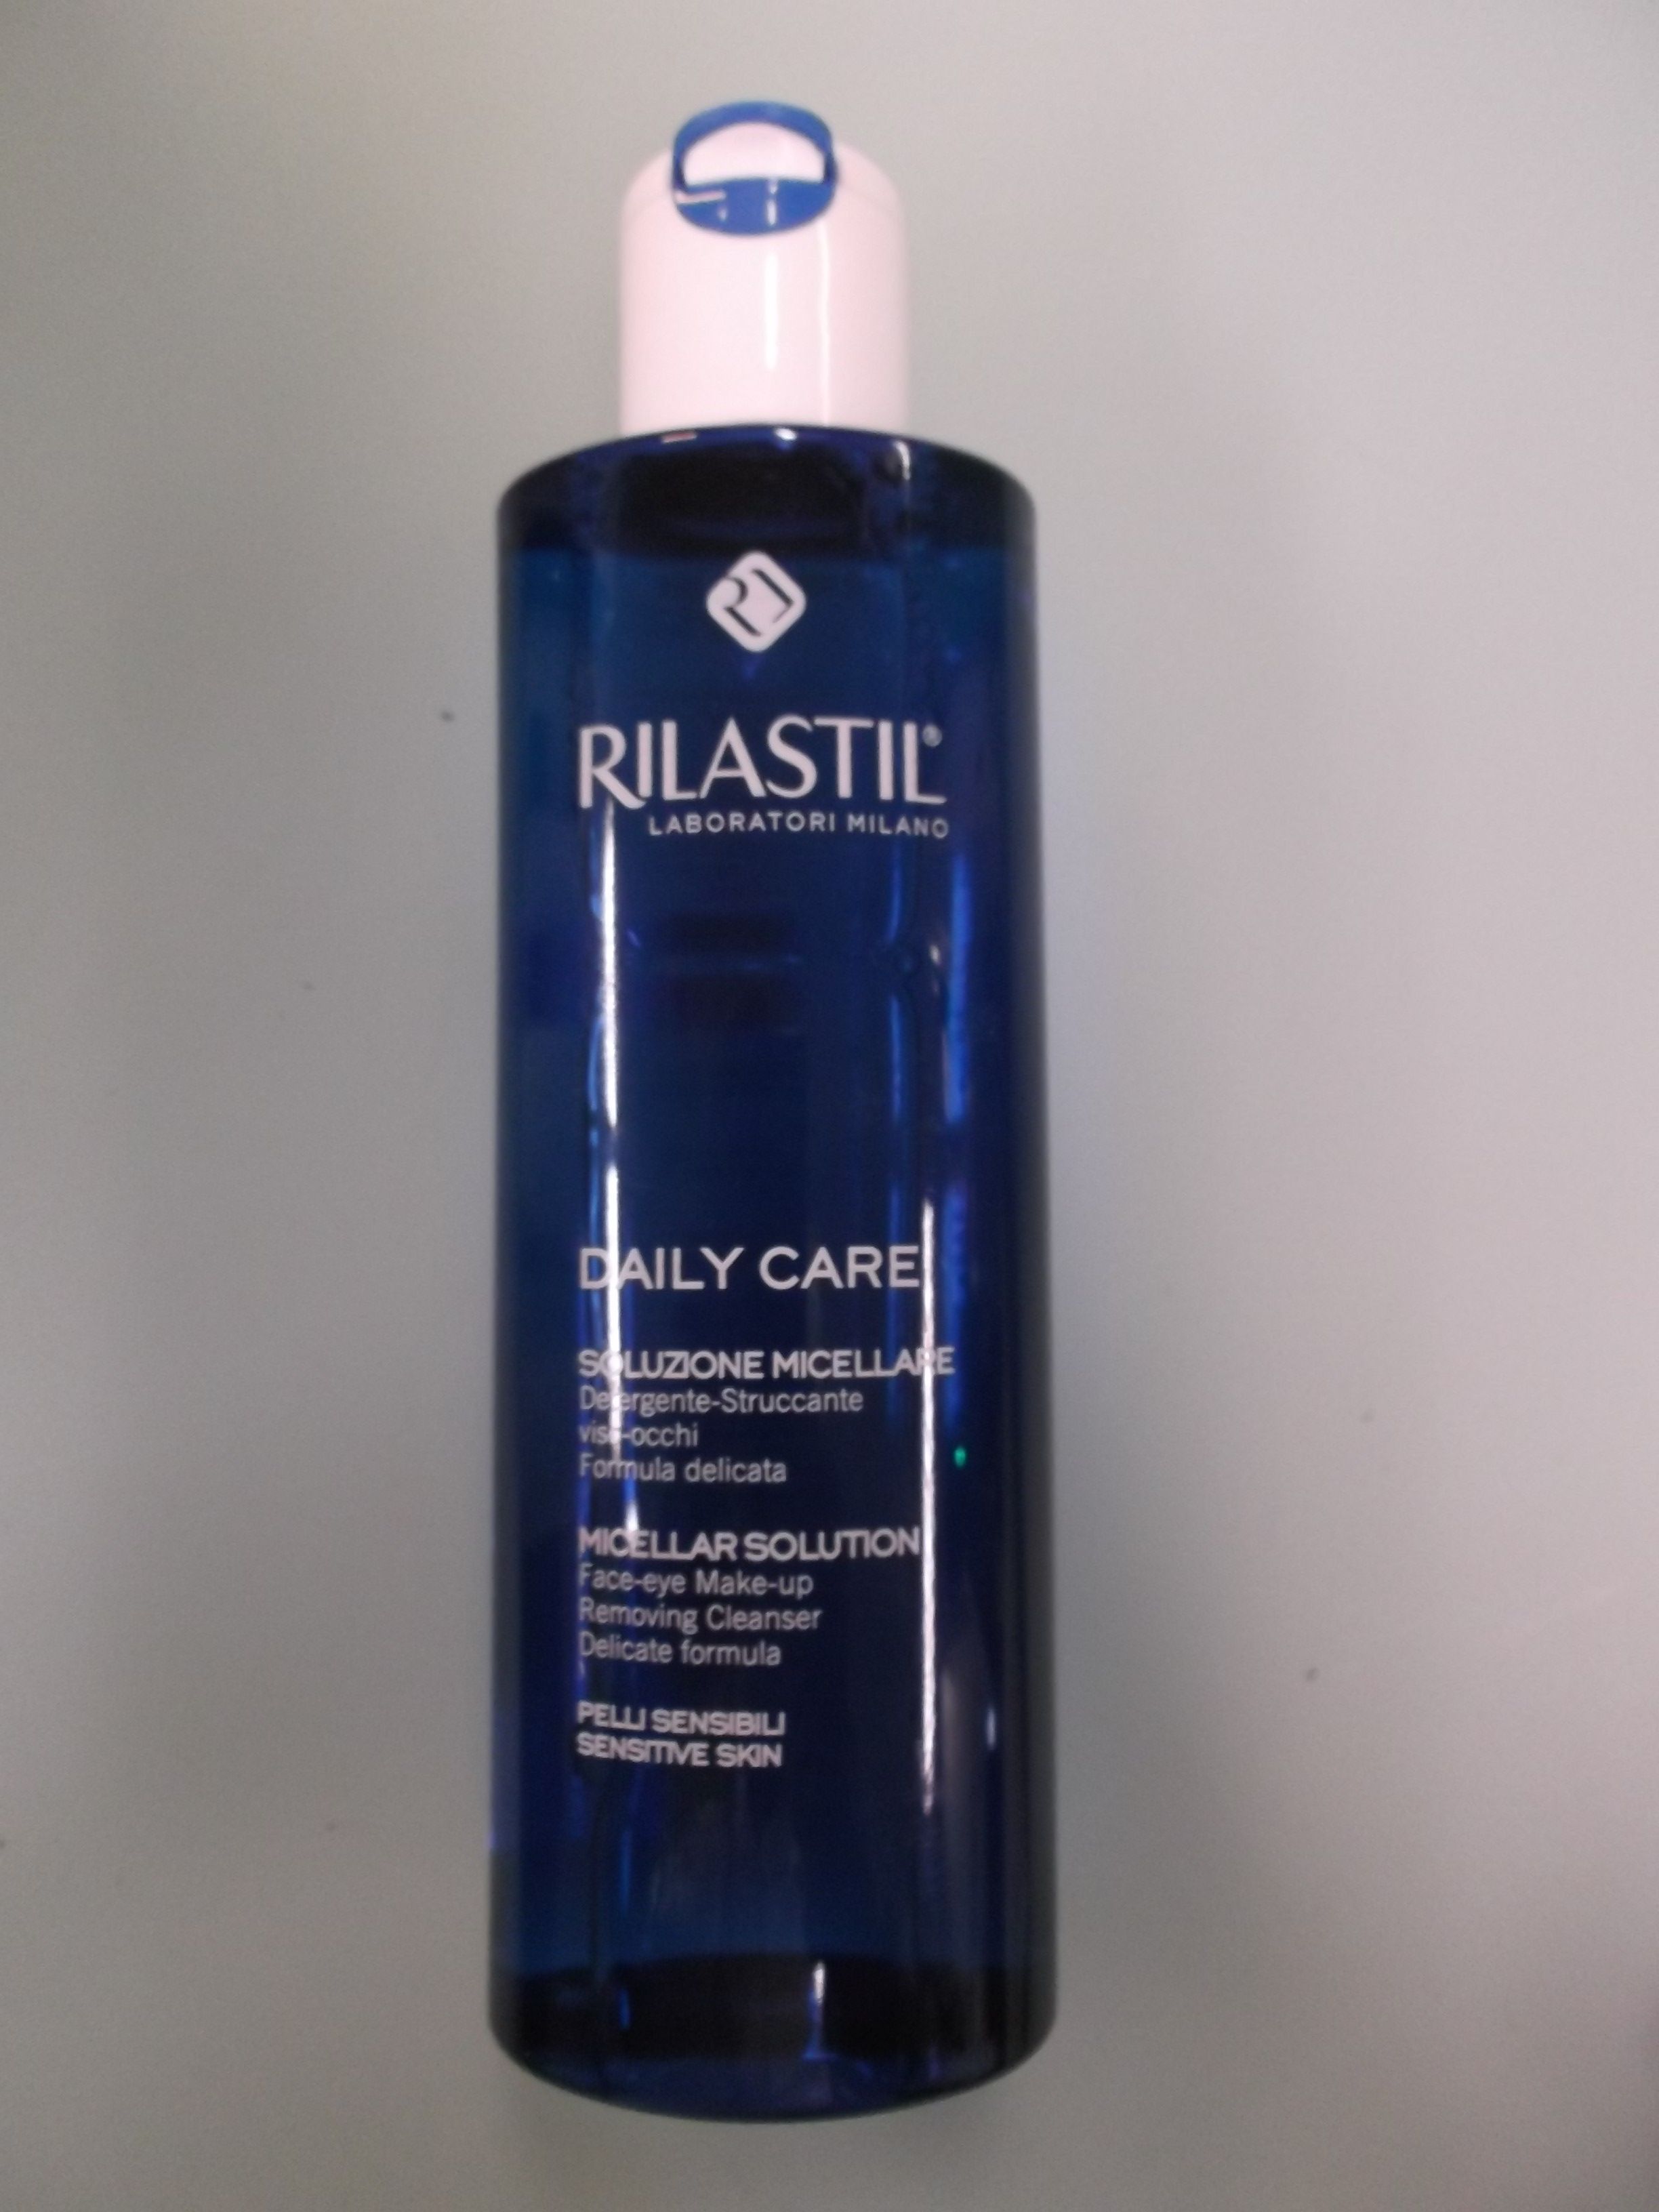 RILASTIL®
LABORATORI MILANO
DAILY CARE
SOLUZIONE MICELLARE
Detergente-Struccante
viso-occhi
Formula delicata
MICELLAR SOLUTION
Face-eye Make-up
Removing Cleanser
Delicate formula
PELLI SENSIBILI
SENSITIVE SKIN